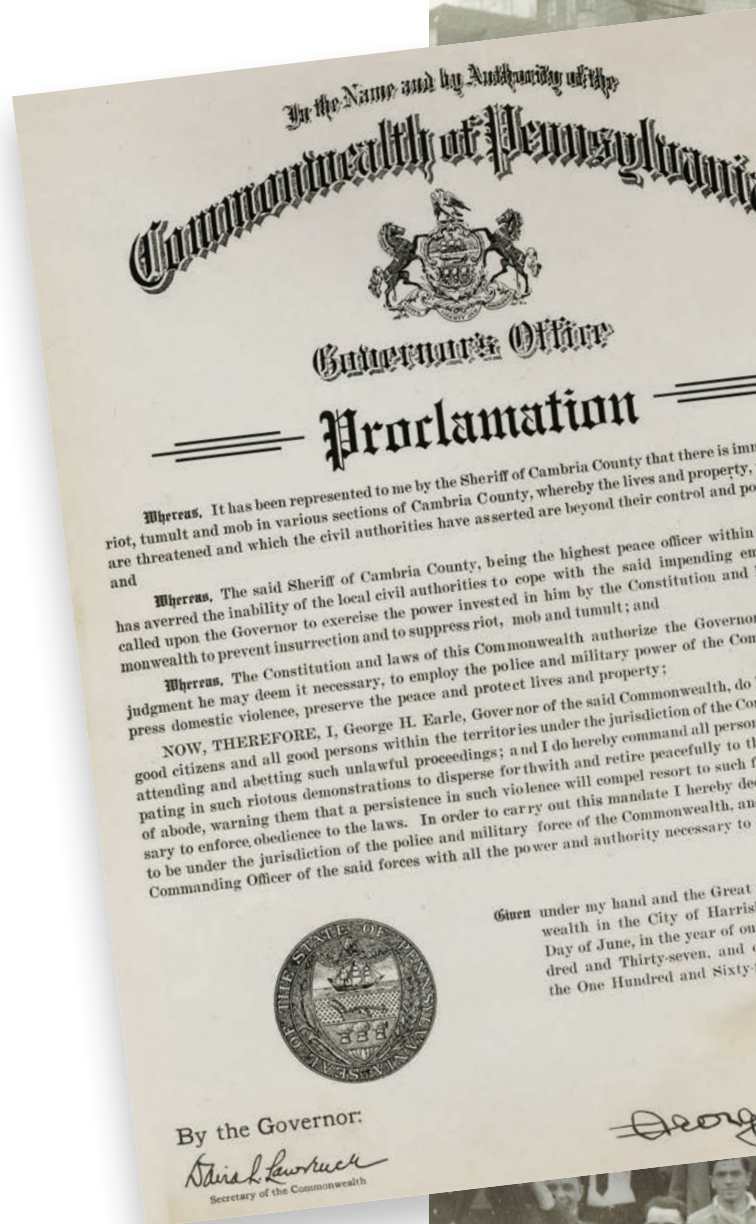 In the Name and by Authority of the
Commonwealth of Pennsylvania
Governor's Office
Proclamation
Whereas, It has been represented to me by the Sheriff of Cambria County that there is imm
riot, tumult and mob in various sections of Cambria County, whereby the lives and property,
are threatened and which the civil authorities have asserted are beyond their control and po
and
Whereas, The said Sheriff of Cambria County, being the highest peace officer within
has averred the inability of the local civil authorities to cope with the said impending em
called upon the Governor to exercise the power invested in him by the Constitution and
monwealth to prevent insurrection and to suppress riot, mob and tumult; and
Whereas, The Constitution and laws of this Commonwealth authorize the Governor
judgment he may deem it necessary, to employ the police and military power of the Com
press domestic violence, preserve the peace and protect lives and property;
NOW, THEREFORE, I, George H. Earle, Governor of the said Commonwealth, do
good citizens and all good persons within the territories under the jurisdiction of the Co
attending and abetting such unlawful proceedings; and I do hereby command all person
pating in such riotous demonstrations to disperse forthwith and retire peacefully to th
of abode, warning them that a persistence in such violence will compel resort to such f
sary to enforce obedience to the laws. In order to carry out this mandate I hereby dec
to be under the jurisdiction of the police and military force of the Commonwealth, an
Commanding Officer of the said forces with all the power and authority necessary to
Given under my hand and the Great
wealth in the City of Harris
Day of June, in the year of ou
dred and Thirty-seven, and
the One Hundred and Sixty-
SEAL OF THE STATE OF PENNSYLVANIA
By the Governor:
David L Lawrence
Secretary of the Commonwealth
Georg